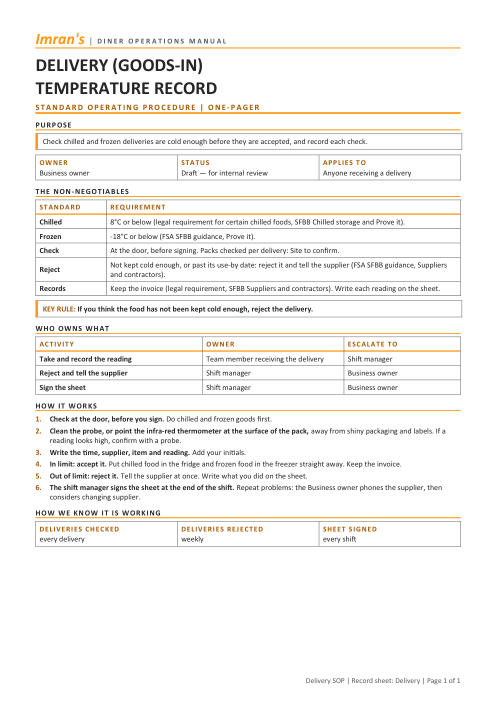 Imran's | DINER OPERATIONS MANUAL
DELIVERY (GOODS-IN)
TEMPERATURE RECORD
STANDARD OPERATING PROCEDURE | ONE-PAGER
PURPOSE
Check chilled and frozen deliveries are cold enough before they are accepted, and record each check.
OWNER STATUS APPLIES TO
Business owner Draft — for internal review Anyone receiving a delivery
THE NON-NEGOTIABLES
STANDARD REQUIREMENT
Chilled 8°C or below (legal requirement for certain chilled foods, SFBB Chilled storage and Prove it).
Frozen -18°C or below (FSA SFBB guidance, Prove it).
Check At the door, before signing. Packs checked per delivery: Site to confirm.
Reject Not kept cold enough, or past its use-by date: reject it and tell the supplier (FSA SFBB guidance, Suppliers
and contractors).
Records Keep the invoice (legal requirement, SFBB Suppliers and contractors). Write each reading on the sheet.
KEY RULE: If you think the food has not been kept cold enough, reject the delivery.
WHO OWNS WHAT
ACTIVITY OWNER ESCALATE TO
Take and record the reading Team member receiving the delivery Shift manager
Reject and tell the supplier Shift manager Business owner
Sign the sheet Shift manager Business owner
HOW IT WORKS
1. Check at the door, before you sign. Do chilled and frozen goods first.
2. Clean the probe, or point the infra-red thermometer at the surface of the pack, away from shiny packaging and labels. If a
reading looks high, confirm with a probe.
3. Write the time, supplier, item and reading. Add your initials.
4. In limit: accept it. Put chilled food in the fridge and frozen food in the freezer straight away. Keep the invoice.
5. Out of limit: reject it. Tell the supplier at once. Write what you did on the sheet.
6. The shift manager signs the sheet at the end of the shift. Repeat problems: the Business owner phones the supplier, then
considers changing supplier.
HOW WE KNOW IT IS WORKING
DELIVERIES CHECKED DELIVERIES REJECTED SHEET SIGNED
every delivery weekly every shift
Delivery SOP | Record sheet: Delivery | Page 1 of 1